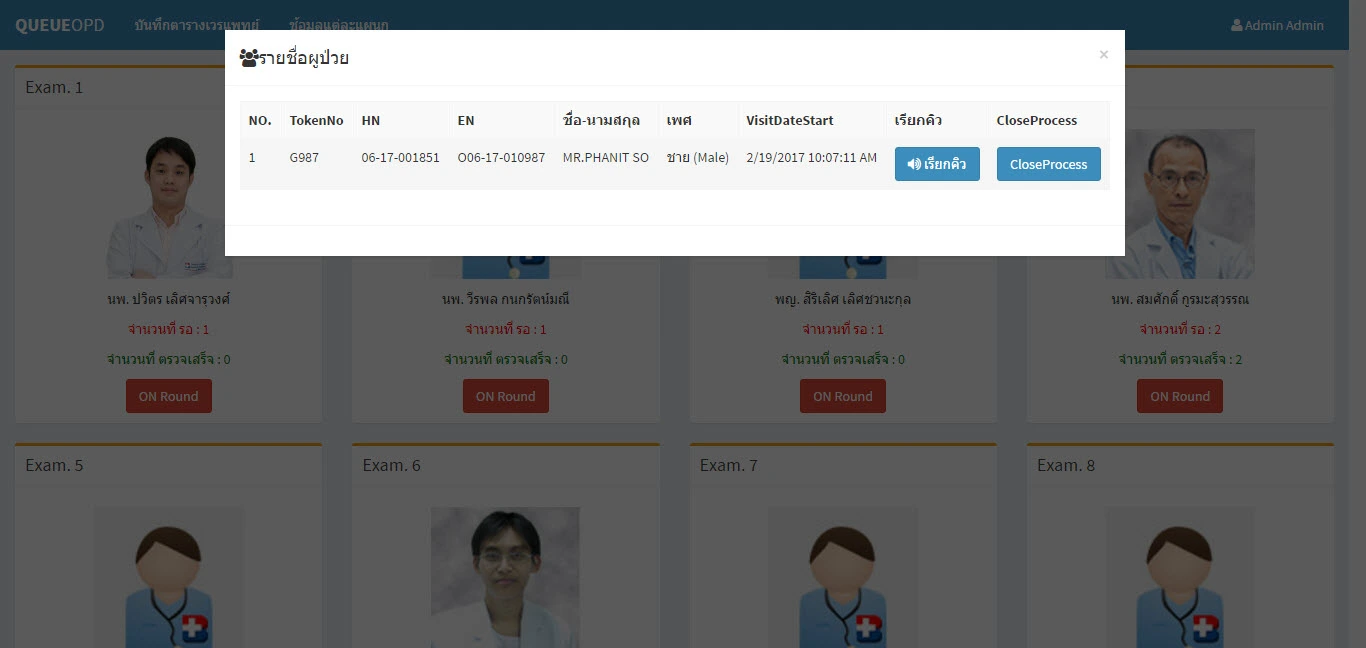 QUEUEOPD บันทึกตารางเวรแพทย์ ข้อมูลแต่ละแผนก Admin Admin
รายชื่อผู้ป่วย ×
Exam. 1
NO. TokenNo HN EN ชื่อ-นามสกุล เพศ VisitDateStart เรียกคิว CloseProcess
1 G987 06-17-001851 O06-17-010987 MR.PHANIT SO ชาย (Male) 2/19/2017 10:07:11 AM เรียกคิว CloseProcess
นพ. ปวิตร เลิศจารุวงศ์ นพ. วีรพล กนกรัตน์มณี พญ. สิริเลิศ เลิศชวนะกุล นพ. สมศักดิ์ กูรมะสุวรรณ
จำนวนที่ รอ : 1 จำนวนที่ รอ : 1 จำนวนที่ รอ : 1 จำนวนที่ รอ : 2
จำนวนที่ ตรวจเสร็จ : 0 จำนวนที่ ตรวจเสร็จ : 0 จำนวนที่ ตรวจเสร็จ : 0 จำนวนที่ ตรวจเสร็จ : 2
ON Round ON Round ON Round ON Round
Exam. 5 Exam. 6 Exam. 7 Exam. 8